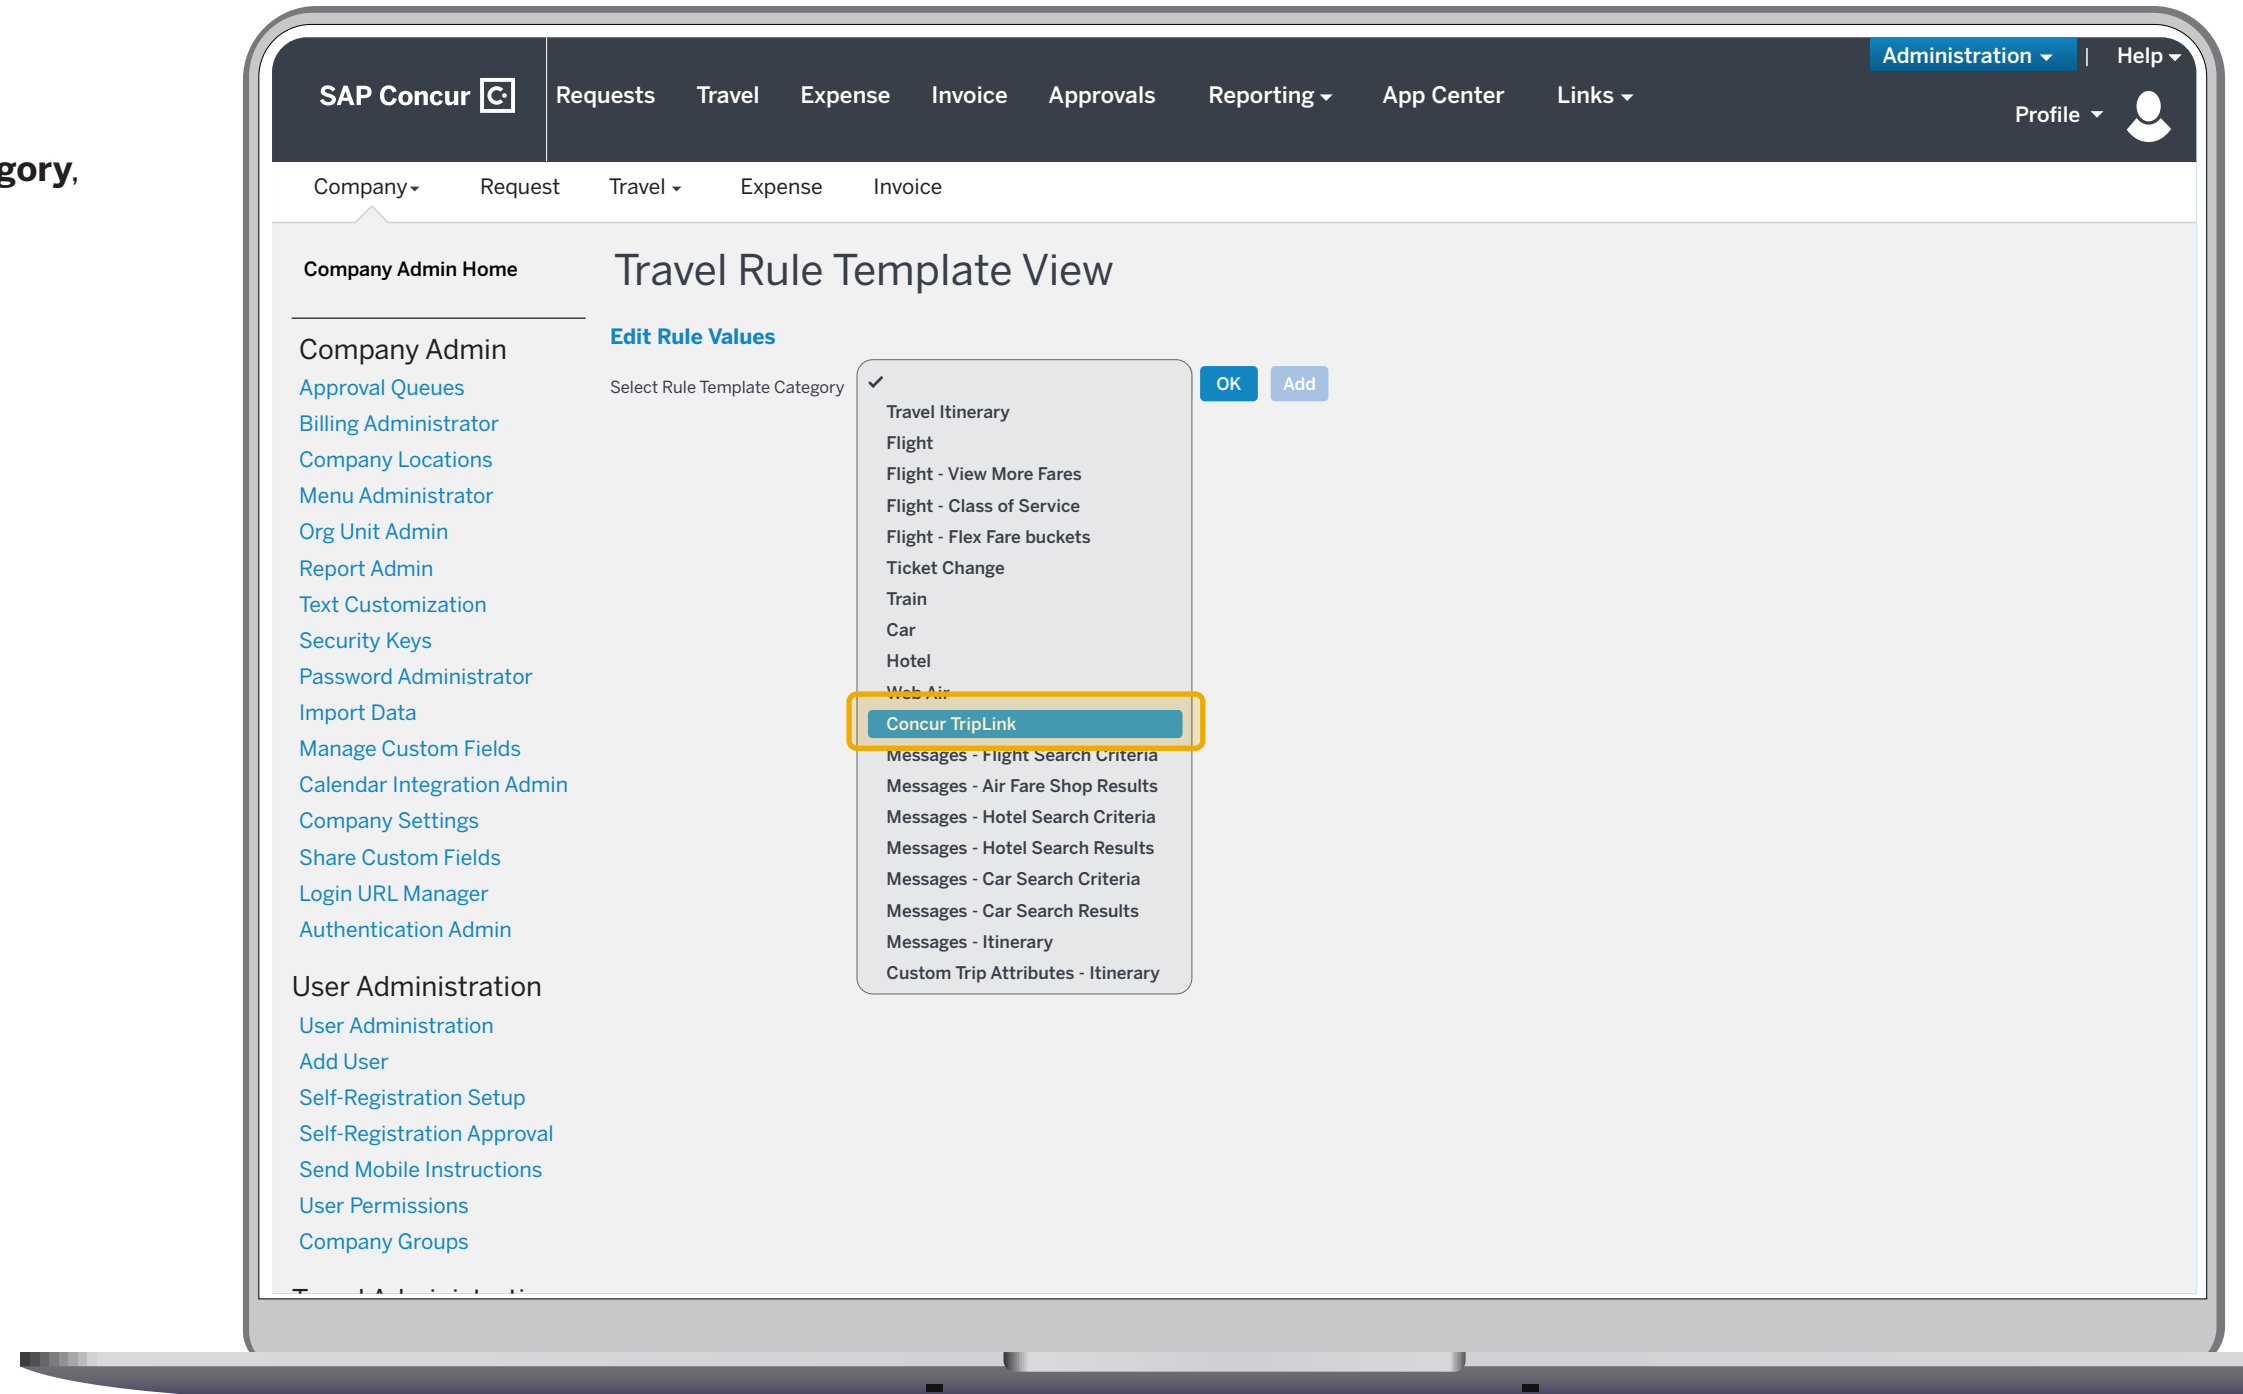 gory,
SAP Concur C.
Requests
Travel
Expense
Invoice
Approvals
Reporting
App Center
Links
Administration
|
Help
Profile
Company
Request
Travel
Expense
Invoice
Company Admin Home
Company Admin
Approval Queues
Billing Administrator
Company Locations
Menu Administrator
Org Unit Admin
Report Admin
Text Customization
Security Keys
Password Administrator
Import Data
Manage Custom Fields
Calendar Integration Admin
Company Settings
Share Custom Fields
Login URL Manager
Authentication Admin
User Administration
User Administration
Add User
Self-Registration Setup
Self-Registration Approval
Send Mobile Instructions
User Permissions
Company Groups
Travel Rule Template View
Edit Rule Values
Select Rule Template Category
OK
Add
Travel Itinerary
Flight
Flight - View More Fares
Flight - Class of Service
Flight - Flex Fare buckets
Ticket Change
Train
Car
Hotel
Web Air
Concur TripLink
Messages - Flight Search Criteria
Messages - Air Fare Shop Results
Messages - Hotel Search Criteria
Messages - Hotel Search Results
Messages - Car Search Criteria
Messages - Car Search Results
Messages - Itinerary
Custom Trip Attributes - Itinerary